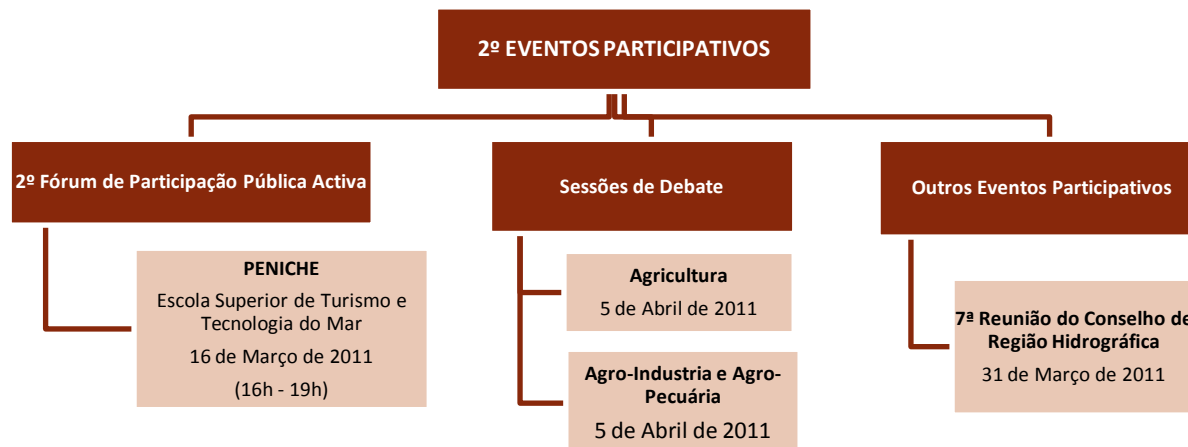 2º EVENTOS PARTICIPATIVOS
2º Fórum de Participação Pública Activa
PENICHE
Escola Superior de Turismo e
Tecnologia do Mar
16 de Março de 2011
(16h - 19h)
Sessões de Debate
Agricultura
5 de Abril de 2011
Agro-Industria e Agro-
Pecuária
5 de Abril de 2011
Outros Eventos Participativos
7ª Reunião do Conselho de
Região Hidrográfica
31 de Março de 2011